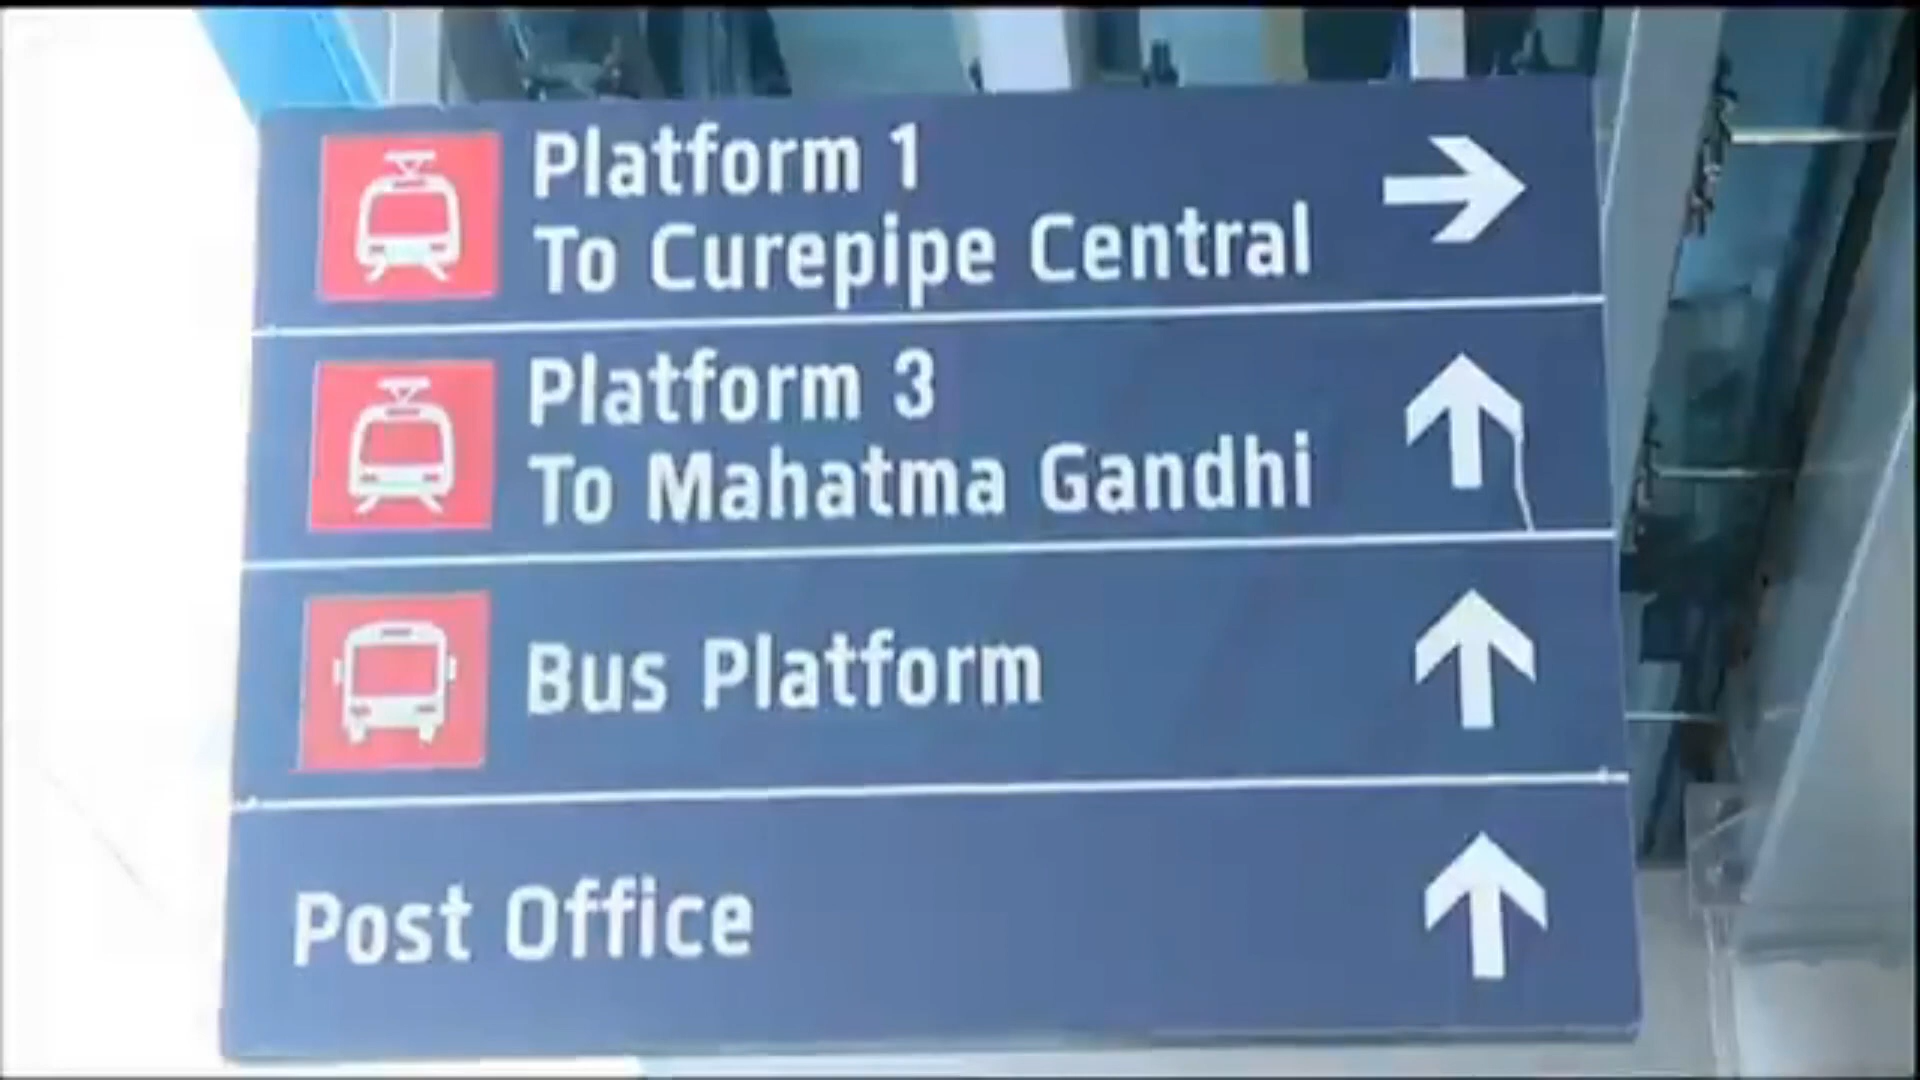 Platform 1
To Curepipe Central
Platform 3
To Mahatma Gandhi
Bus Platform
Post Office